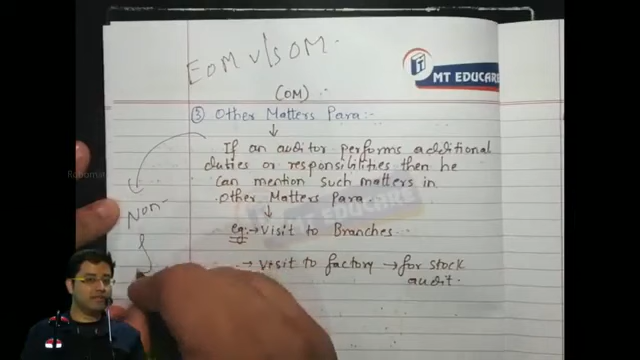 EOM v/s OM.
MT EDUCARE
(OM)
③ Other Matters Para:-
↓
If an auditor performs additional
duties or responsibilities then he
can mention such matters in
Other Matters Para.
↓
Non-
eg:→ Visit to Branches.
→ Visit to factory → for stock
audit.
MT EDUCARE